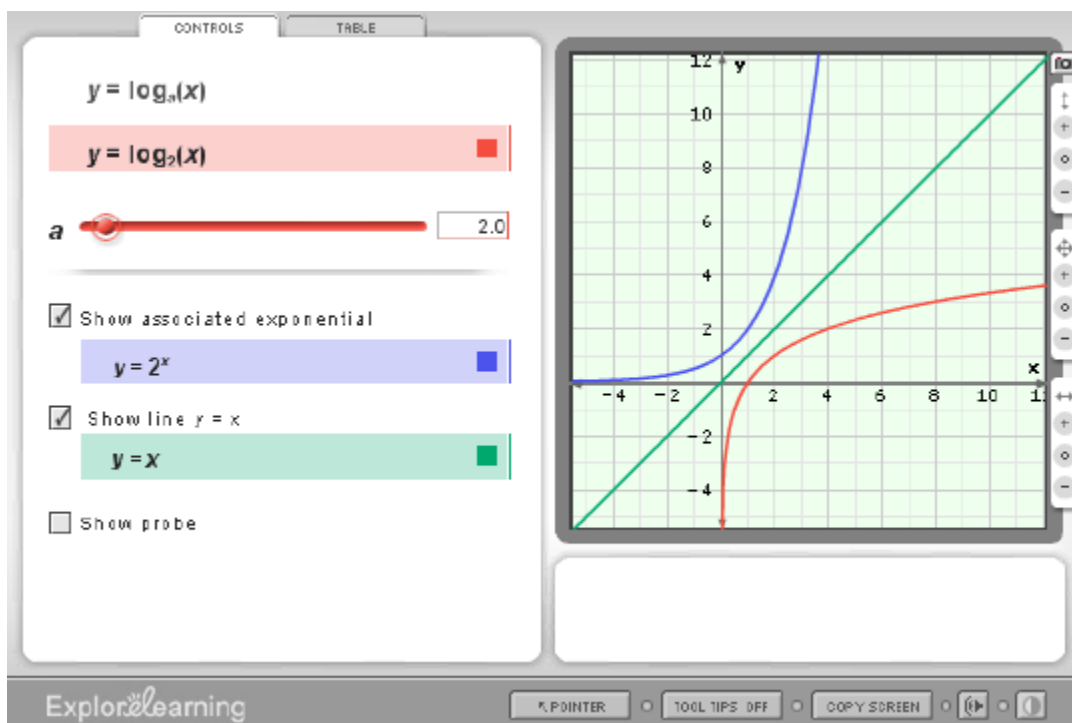 CONTROLS
TABLE
y = logₐ(x)
y = log₂(x)
a
2.0
Show associated exponential
y = 2ˣ
Show line y = x
y = x
Show probe
12
y
10
8
6
4
2
x
−4
−2
2
4
6
8
10
−2
−4
ExploreLearning
POINTER
TOOL TIPS OFF
COPY SCREEN